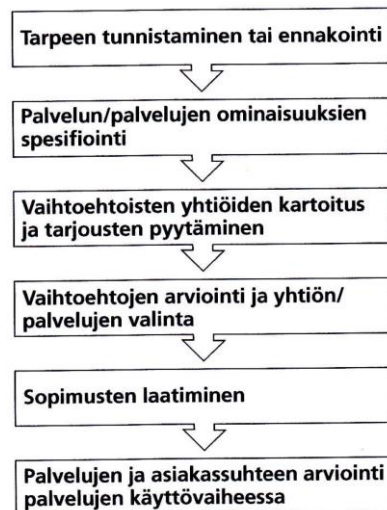 Tarpeen tunnistaminen tai ennakointi
Palvelun/palvelujen ominaisuuksien
spesifiointi
Vaihtoehtoisten yhtiöiden kartoitus
ja tarjousten pyytäminen
Vaihtoehtojen arviointi ja yhtiön/
palvelujen valinta
Sopimusten laatiminen
Palvelujen ja asiakassuhteen arviointi
palvelujen käyttövaiheessa